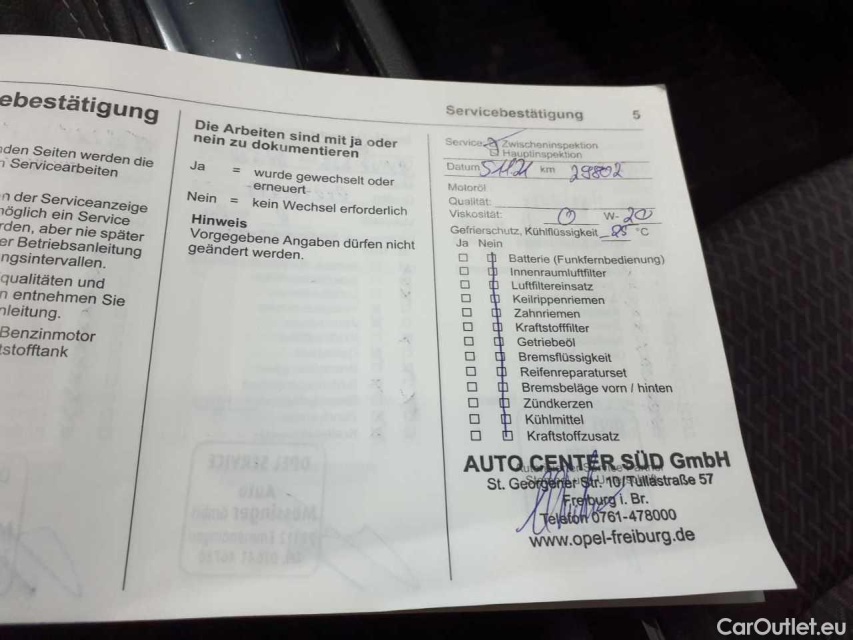 ebestätigung
nden Seiten werden die
n Servicearbeiten
en der Serviceanzeige
möglich ein Service
rden, aber nie später
er Betriebsanleitung
ngsintervallen.
qualitäten und
n entnehmen Sie
nleitung.
Benzinmotor
tstofftank
Die Arbeiten sind mit ja oder
nein zu dokumentieren
Ja = wurde gewechselt oder
erneuert
Nein = kein Wechsel erforderlich
Hinweis
Vorgegebene Angaben dürfen nicht
geändert werden.
Servicebestätigung 5
Service Zwischeninspektion
Hauptinspektion
Datum km 29802
Motoröl
Qualität:
Viskosität: 0 W- 20
Gefrierschutz, Kühlflüssigkeit °C
Ja Nein
Batterie (Funkfernbedienung)
Innenraumluftfilter
Luftfiltereinsatz
Keilrippenriemen
Zahnriemen
Kraftstofffilter
Getriebeöl
Bremsflüssigkeit
Reifenreparaturset
Bremsbeläge vorn / hinten
Zündkerzen
Kühlmittel
Kraftstoffzusatz
AUTO CENTER SÜD GmbH
St. Georgener Str. 10/Tullastraße 57
Freiburg i. Br.
Telefon 0761-478000
www.opel-freiburg.de
CarOutlet.eu